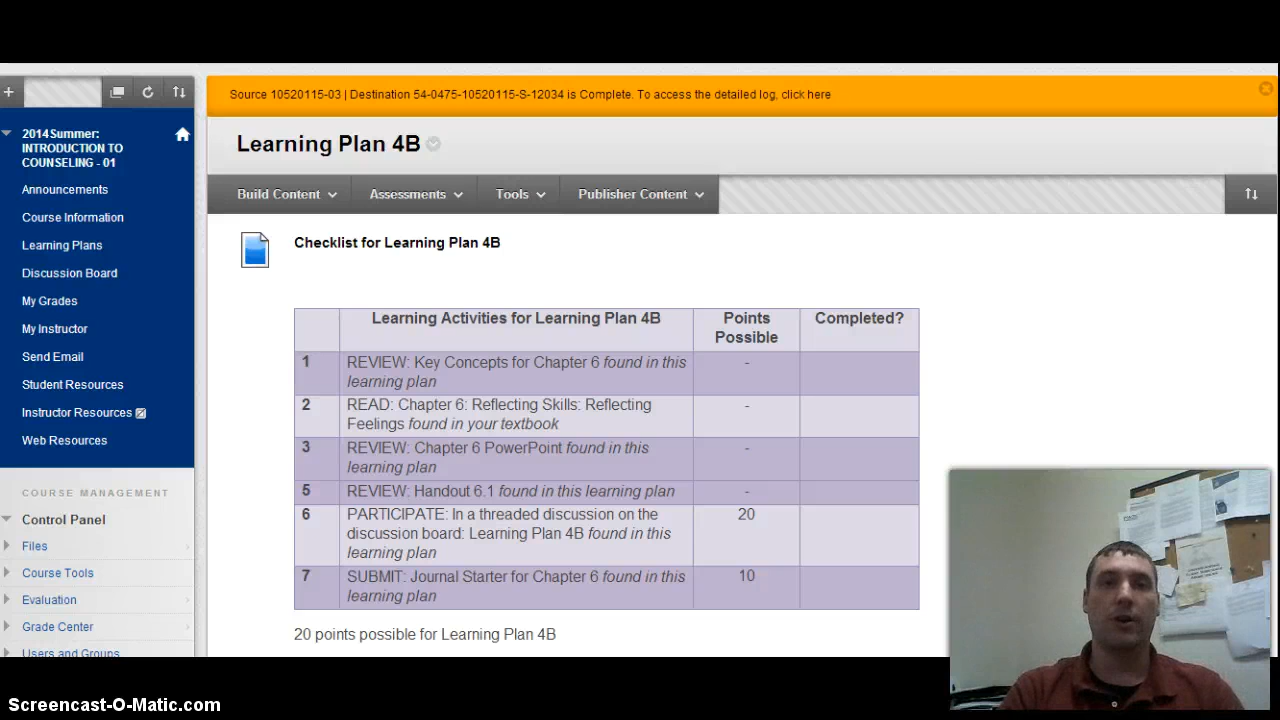 Source 10520115-03 | Destination 54-0475-10520115-S-12034 is Complete. To access the detailed log, click here
2014Summer:
INTRODUCTION TO
COUNSELING - 01
Announcements
Course Information
Learning Plans
Discussion Board
My Grades
My Instructor
Send Email
Student Resources
Instructor Resources
Web Resources
COURSE MANAGEMENT
Control Panel
Files
Course Tools
Evaluation
Grade Center
Users and Groups
Learning Plan 4B
Build Content Assessments Tools Publisher Content
Checklist for Learning Plan 4B
Learning Activities for Learning Plan 4B Points Completed?
Possible
1 REVIEW: Key Concepts for Chapter 6 found in this -
learning plan
2 READ: Chapter 6: Reflecting Skills: Reflecting -
Feelings found in your textbook
3 REVIEW: Chapter 6 PowerPoint found in this -
learning plan
5 REVIEW: Handout 6.1 found in this learning plan -
6 PARTICIPATE: In a threaded discussion on the 20
discussion board: Learning Plan 4B found in this
learning plan
7 SUBMIT: Journal Starter for Chapter 6 found in this 10
learning plan
20 points possible for Learning Plan 4B
Screencast-O-Matic.com